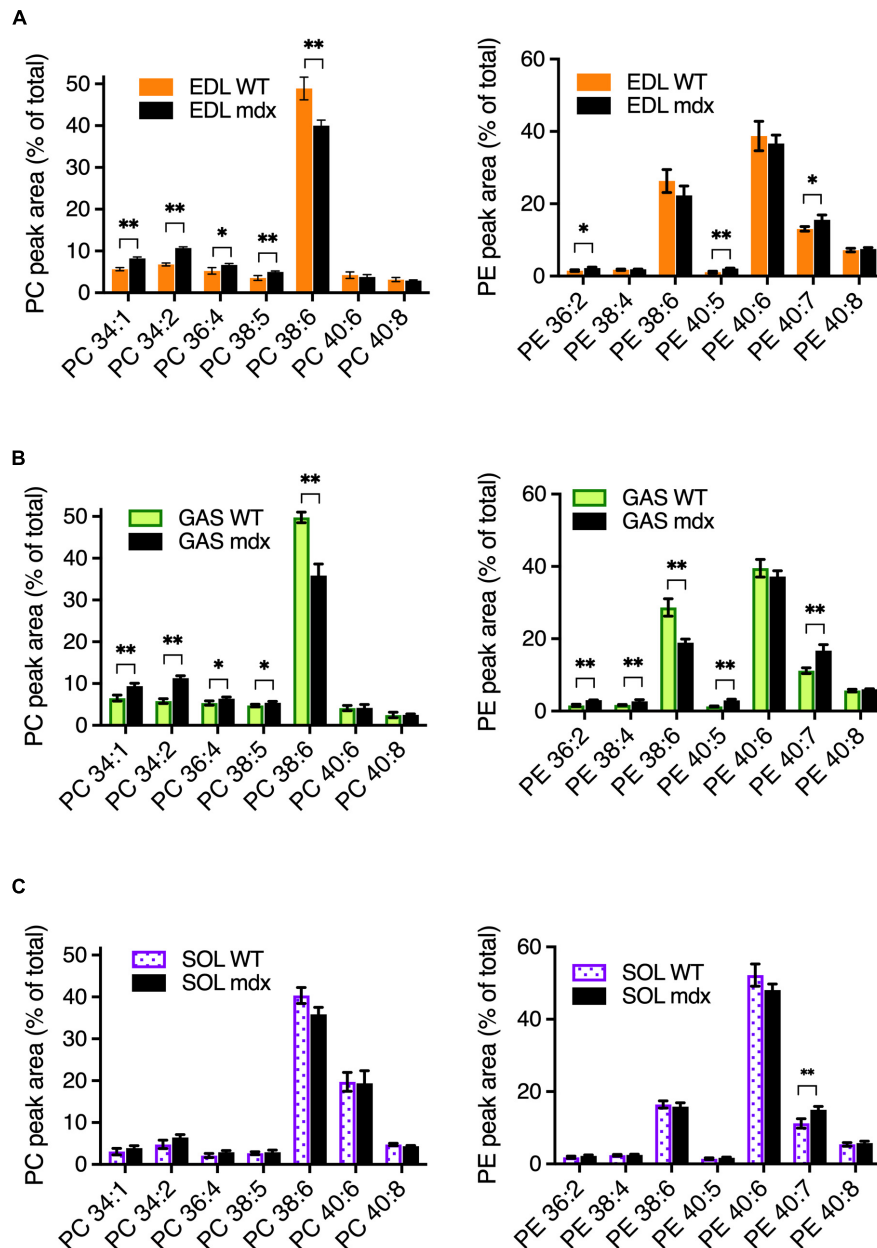 A
PC peak area (% of total)
50
40
30
20
10
0
EDL WT
EDL mdx
**
**
*
**
**
PC 34:1
PC 34:2
PC 36:4
PC 38:5
PC 38:6
PC 40:6
PC 40:8
PE peak area (% of total)
60
40
20
0
EDL WT
EDL mdx
*
**
*
PE 36:2
PE 38:4
PE 38:6
PE 40:5
PE 40:6
PE 40:7
PE 40:8
B
PC peak area (% of total)
50
40
30
20
10
0
GAS WT
GAS mdx
**
**
*
*
**
PC 34:1
PC 34:2
PC 36:4
PC 38:5
PC 38:6
PC 40:6
PC 40:8
PE peak area (% of total)
60
40
20
0
GAS WT
GAS mdx
**
**
**
**
**
PE 36:2
PE 38:4
PE 38:6
PE 40:5
PE 40:6
PE 40:7
PE 40:8
C
PC peak area (% of total)
50
40
30
20
10
0
SOL WT
SOL mdx
PC 34:1
PC 34:2
PC 36:4
PC 38:5
PC 38:6
PC 40:6
PC 40:8
PE peak area (% of total)
60
40
20
0
SOL WT
SOL mdx
**
PE 36:2
PE 38:4
PE 38:6
PE 40:5
PE 40:6
PE 40:7
PE 40:8